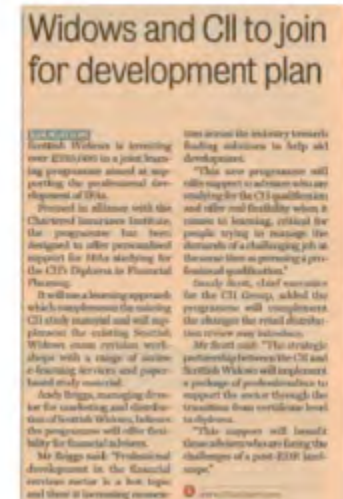 Widows and CII to join
for development plan
Scottish Widows is investing
over £250,000 in a joint learn-
ing programme aimed at sup-
porting the professional dev-
elopment of IFAs.
Formed in alliance with the
Chartered Insurance Institute,
the programme has been
designed to offer personalised
support for IFAs studying for
the CII's Diploma in Financial
Planning.
It will use a learning approach
which complements the existing
CII study material and will sup-
plement the existing Scottish
Widows exam revision work-
shops with a range of
e-learning services and paper-
based study material.
Andy Briggs, managing direc-
tor for marketing and distribu-
tion of Scottish Widows, believes
the programme will offer flexi-
bility for financial advisers.
Mr Briggs said: "Professional
development in the financial
services sector is a hot topic
and there is increasing momen-
tum across the industry towards
finding solutions to help aid
development.
"This new programme will
offer support to advisers who are
studying for the CII qualification
and offer real flexibility when it
comes to learning, critical for
people trying to manage the
demands of a challenging job at
the same time as pursuing a pro-
fessional qualification."
Sandy Scott, chief executive
for the CII Group, added the
programme will complement
the changes the retail distribu-
tion review may introduce.
Mr Scott said: "The strategic
partnership between the CII and
Scottish Widows will implement
a package of professionalism to
support the sector through the
transition from certificate level
to diploma.
"This support will benefit
those advisers who are facing the
challenges of a post-RDR land-
scape."